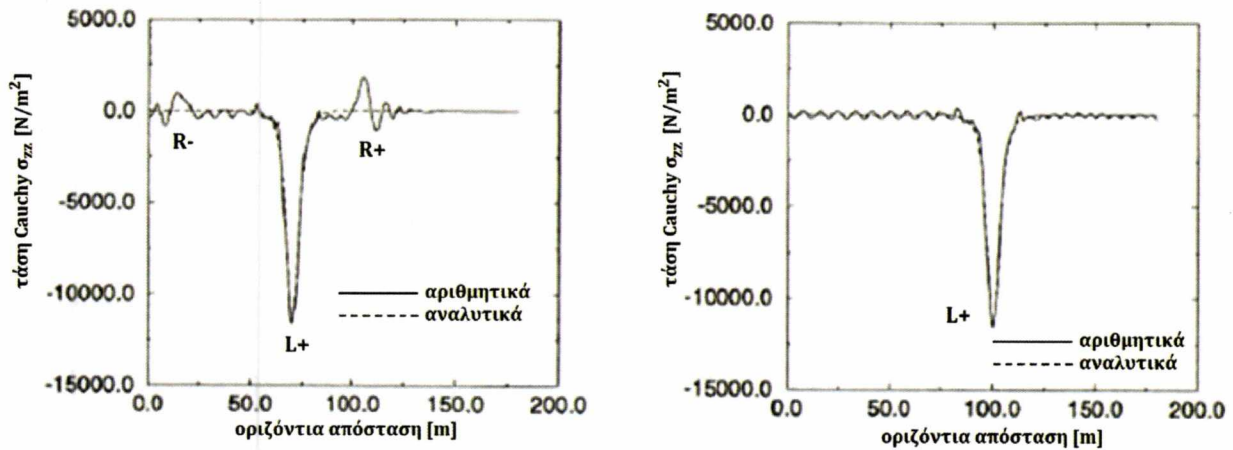 τάση Cauchy σzz [N/m²]
5000.0
0.0
-5000.0
-10000.0
-15000.0
R-
R+
L+
αριθμητικά
αναλυτικά
0.0 50.0 100.0 150.0 200.0
οριζόντια απόσταση [m]
τάση Cauchy σzz [N/m²]
5000.0
0.0
-5000.0
-10000.0
-15000.0
L+
αριθμητικά
αναλυτικά
0.0 50.0 100.0 150.0 200.0
οριζόντια απόσταση [m]